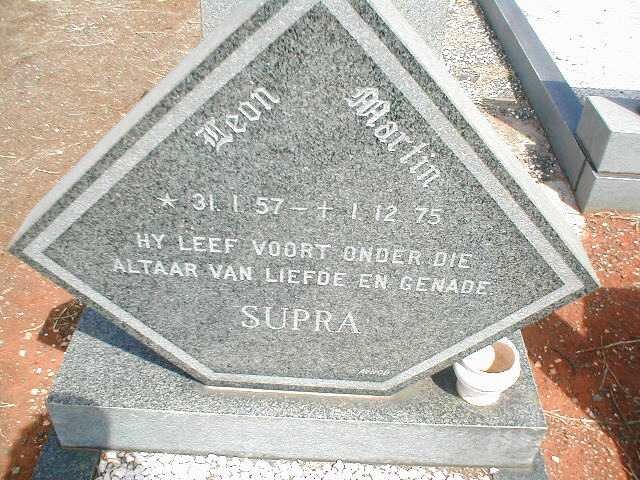 Leon Martin
* 31. 1. 57 – + 1. 12. 75
HY LEEF VOORT ONDER DIE
ALTAAR VAN LIEFDE EN GENADE
SUPRA